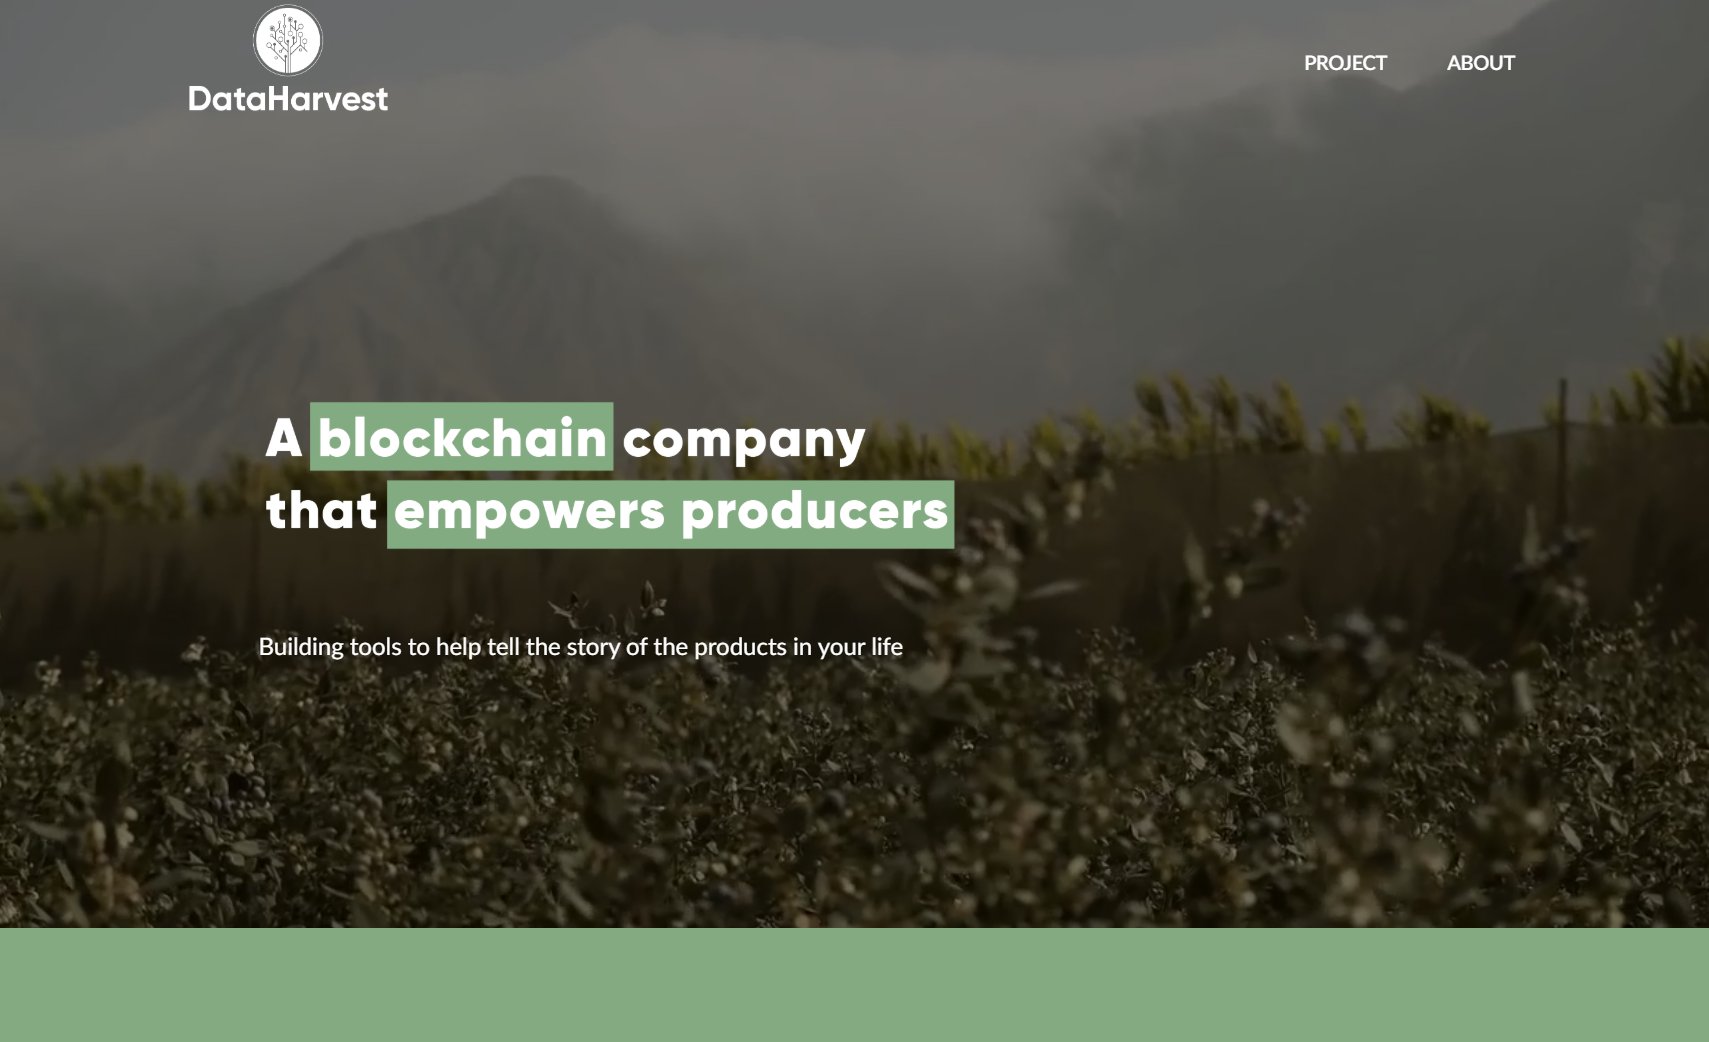 DataHarvest
PROJECT
ABOUT
A blockchain company
that empowers producers
Building tools to help tell the story of the products in your life